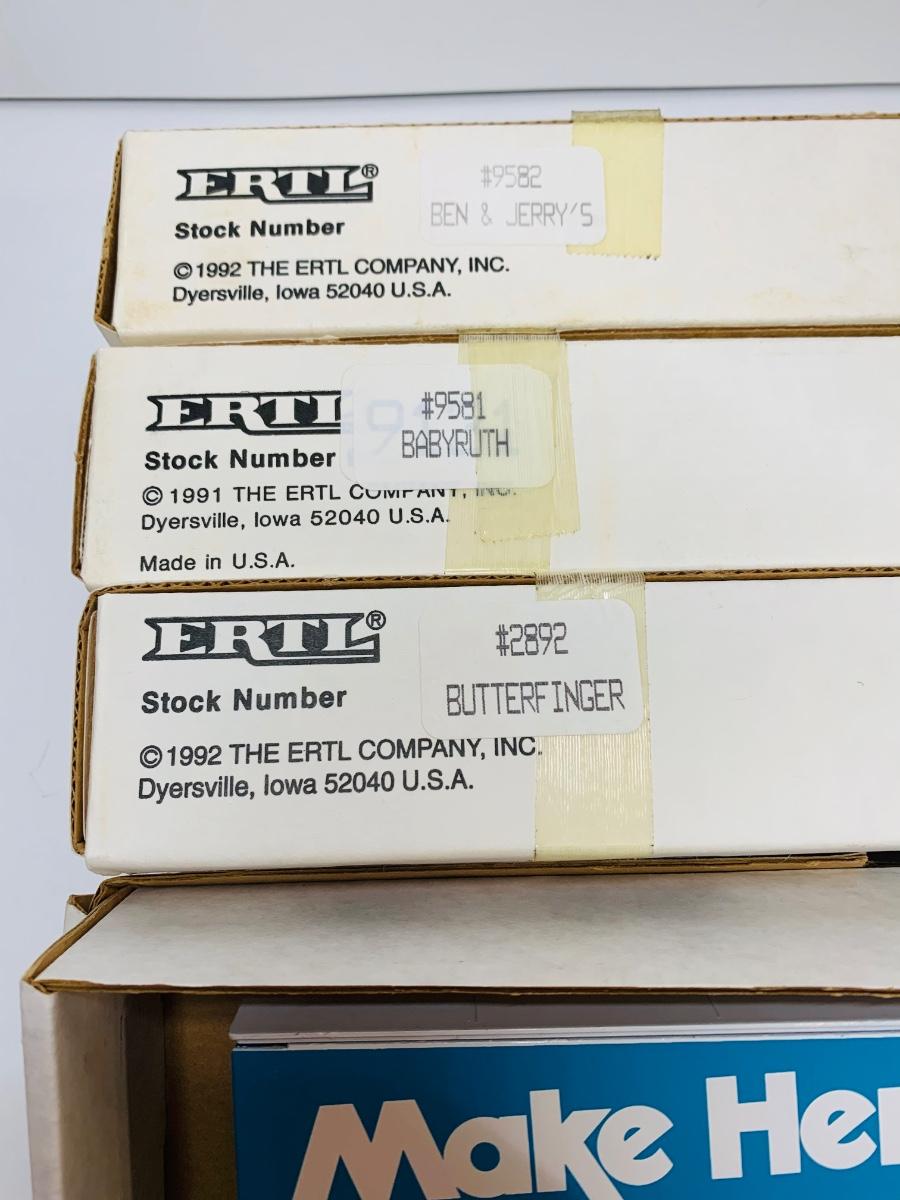 ERTL®
#9582
BEN & JERRY'S
Stock Number
©1992 THE ERTL COMPANY, INC.
Dyersville, Iowa 52040 U.S.A.
ERTL
#9581
BABYRUTH
Stock Number
© 1991 THE ERTL COMPANY, INC.
Dyersville, Iowa 52040 U.S.A.
Made in U.S.A.
ERTL®
#2892
BUTTERFINGER
Stock Number
©1992 THE ERTL COMPANY, INC.
Dyersville, Iowa 52040 U.S.A.
Make